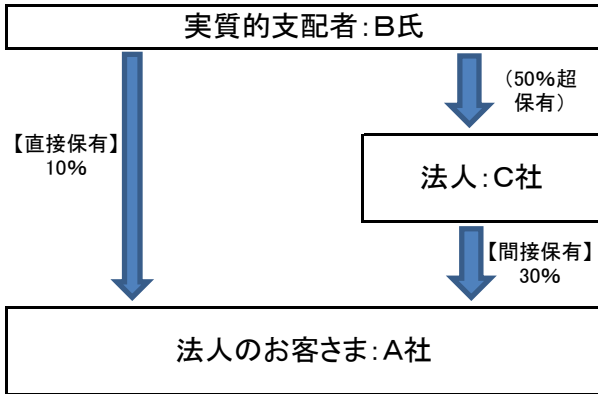 実質的支配者：B氏
（50％超
保有）
【直接保有】
10％
法人：C社
【間接保有】
30％
法人のお客さま：A社